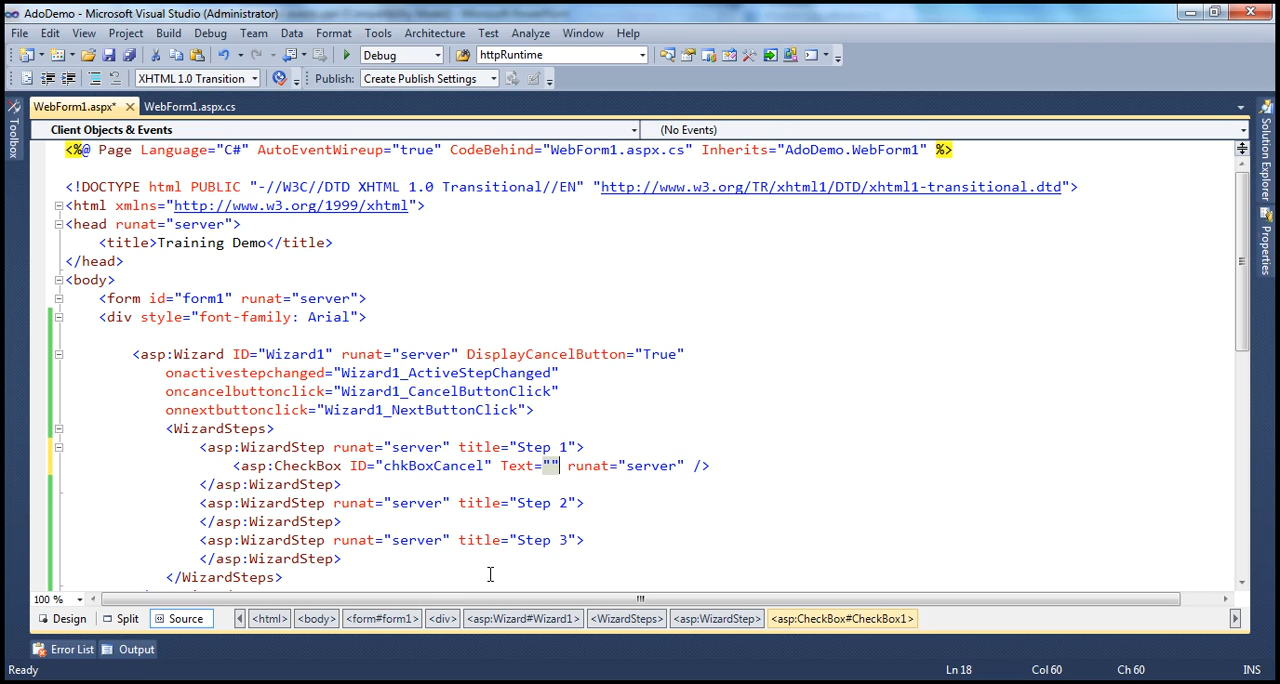 AdoDemo - Microsoft Visual Studio (Administrator)
File Edit View Project Build Debug Team Data Format Tools Architecture Test Analyze Window Help
Debug httpRuntime
XHTML 1.0 Transition Publish: Create Publish Settings
WebForm1.aspx* WebForm1.aspx.cs
Client Objects & Events (No Events)
Toolbox
Solution Explorer
Properties
<%@ Page Language="C#" AutoEventWireup="true" CodeBehind="WebForm1.aspx.cs" Inherits="AdoDemo.WebForm1" %>
<!DOCTYPE html PUBLIC "-//W3C//DTD XHTML 1.0 Transitional//EN" "http://www.w3.org/TR/xhtml1/DTD/xhtml1-transitional.dtd">
<html xmlns="http://www.w3.org/1999/xhtml">
<head runat="server">
<title>Training Demo</title>
</head>
<body>
<form id="form1" runat="server">
<div style="font-family: Arial">
<asp:Wizard ID="Wizard1" runat="server" DisplayCancelButton="True"
onactivestepchanged="Wizard1_ActiveStepChanged"
oncancelbuttonclick="Wizard1_CancelButtonClick"
onnextbuttonclick="Wizard1_NextButtonClick">
<WizardSteps>
<asp:WizardStep runat="server" title="Step 1">
<asp:CheckBox ID="chkBoxCancel" Text="" runat="server" />
</asp:WizardStep>
<asp:WizardStep runat="server" title="Step 2">
</asp:WizardStep>
<asp:WizardStep runat="server" title="Step 3">
</asp:WizardStep>
</WizardSteps>
100 %
Design Split Source <html> <body> <form#form1> <div> <asp:Wizard#Wizard1> <WizardSteps> <asp:WizardStep> <asp:CheckBox#CheckBox1>
Error List Output
Ready Ln 18 Col 60 Ch 60 INS